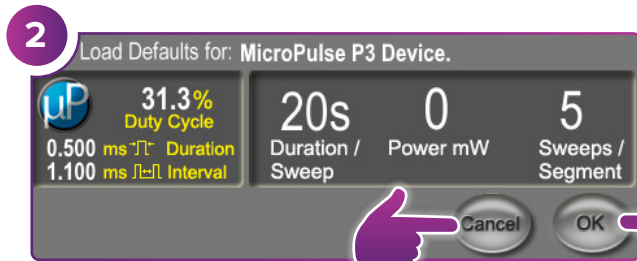 2
Load Defaults for: MicroPulse P3 Device.
µP
31.3%
Duty Cycle
0.500 ms Duration
1.100 ms Interval
20s
Duration /
Sweep
0
Power mW
5
Sweeps /
Segment
Cancel
OK